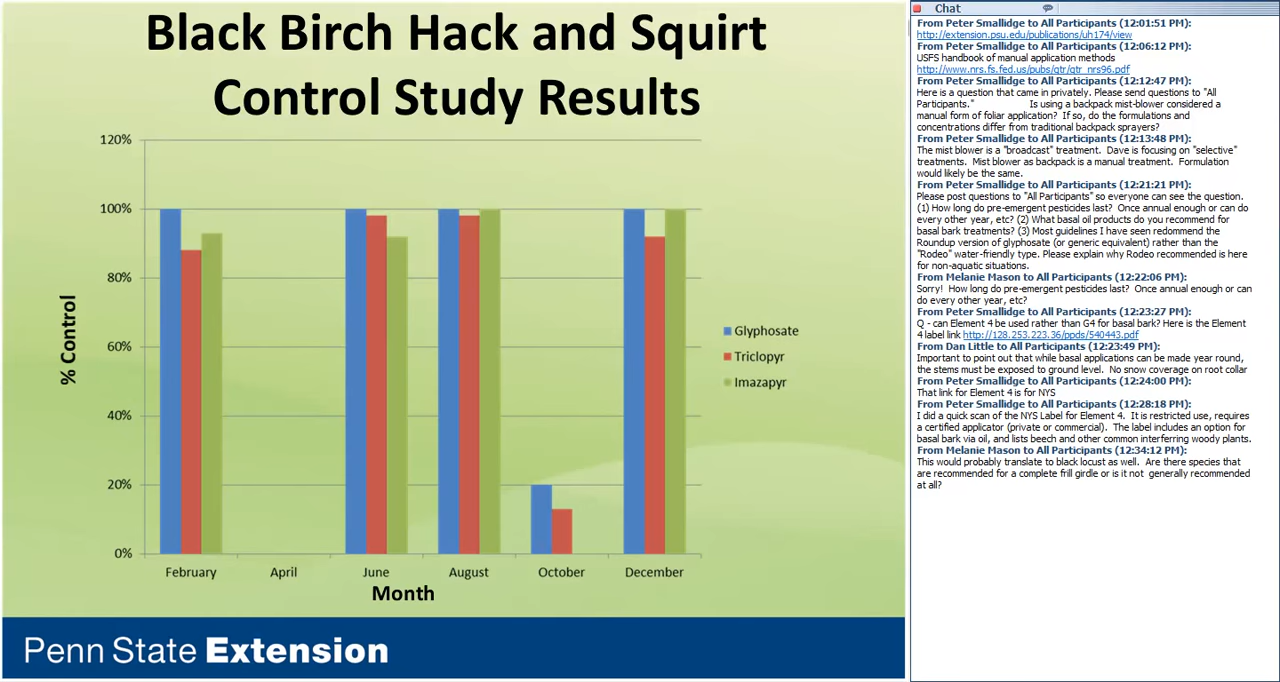 Black Birch Hack and Squirt
Control Study Results
120%
100%
80%
60%
40%
20%
0%
% Control
February April June August October December
Month
Glyphosate
Triclopyr
Imazapyr
Penn State Extension
Chat
From Peter Smallidge to All Participants (12:01:51 PM):
http://extension.psu.edu/publications/uh174/view
From Peter Smallidge to All Participants (12:06:12 PM):
USFS handbook of manual application methods
http://www.nrs.fs.fed.us/pubs/gtr/gtr_nrs96.pdf
From Peter Smallidge to All Participants (12:12:47 PM):
Here is a question that came in privately. Please send questions to "All
Participants." Is using a backpack mist-blower considered a
manual form of foliar application? If so, do the formulations and
concentrations differ from traditional backpack sprayers?
From Peter Smallidge to All Participants (12:13:48 PM):
The mist blower is a "broadcast" treatment. Dave is focusing on "selective"
treatments. Mist blower as backpack is a manual treatment. Formulation
would likely be the same.
From Peter Smallidge to All Participants (12:21:21 PM):
Please post questions to "All Participants" so everyone can see the question.
(1) How long do pre-emergent pesticides last? Once annual enough or can do
every other year, etc? (2) What basal oil products do you recommend for
basal bark treatments? (3) Most guidelines I have seen redommend the
Roundup version of glyphosate (or generic equivalent) rather than the
"Rodeo" water-friendly type. Please explain why Rodeo recommended is here
for non-aquatic situations.
From Melanie Mason to All Participants (12:22:06 PM):
Sorry! How long do pre-emergent pesticides last? Once annual enough or can
do every other year, etc?
From Peter Smallidge to All Participants (12:23:27 PM):
Q - can Element 4 be used rather than G4 for basal bark? Here is the Element
4 label link http://128.253.223.36/ppds/540443.pdf
From Dan Little to All Participants (12:23:49 PM):
Important to point out that while basal applications can be made year round,
the stems must be exposed to ground level. No snow coverage on root collar
From Peter Smallidge to All Participants (12:24:00 PM):
That link for Element 4 is for NYS
From Peter Smallidge to All Participants (12:28:18 PM):
I did a quick scan of the NYS Label for Element 4. It is restricted use, requires
a certified applicator (private or commercial). The label includes an option for
basal bark via oil, and lists beech and other common interfering woody plants.
From Melanie Mason to All Participants (12:34:12 PM):
This would probably translate to black locust as well. Are there species that
are recommended for a complete frill girdle or is it not generally recommended
at all?